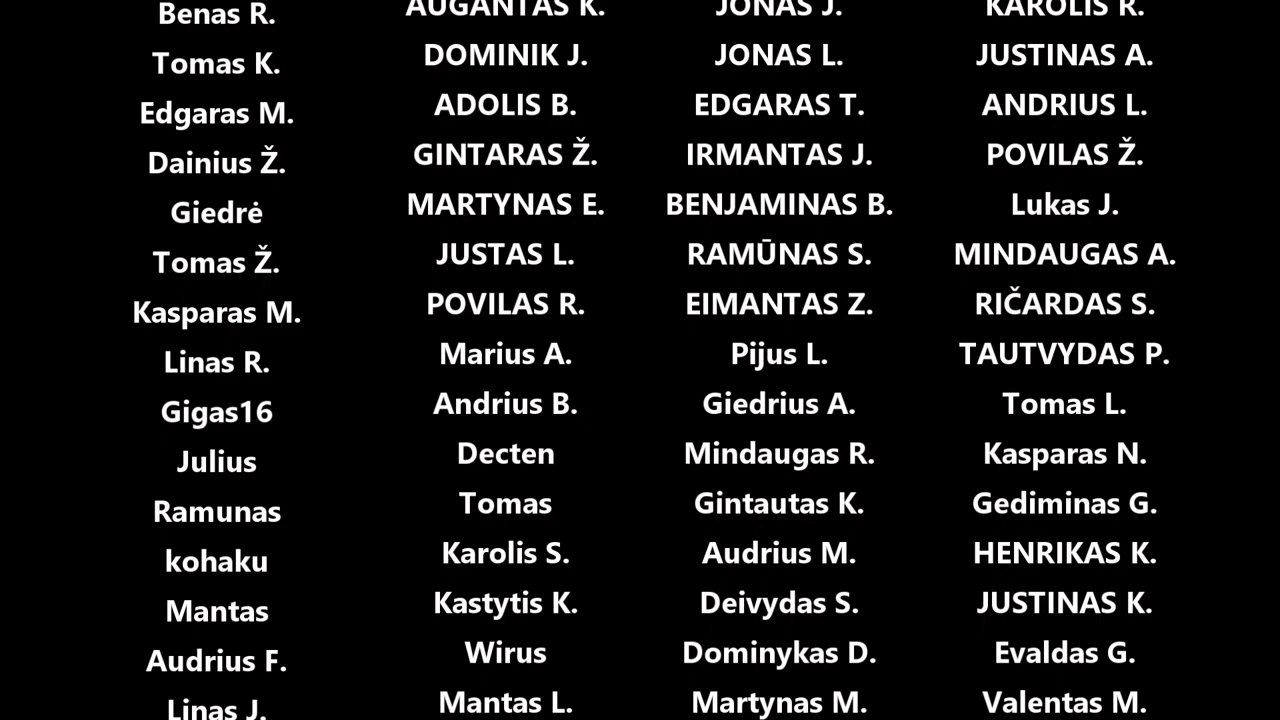 Benas R.
Tomas K.
Edgaras M.
Dainius Ž.
Giedrė
Tomas Ž.
Kasparas M.
Linas R.
Gigas16
Julius
Ramunas
kohaku
Mantas
Audrius F.
Linas J.
AUGANTAS K.
DOMINIK J.
ADOLIS B.
GINTARAS Ž.
MARTYNAS E.
JUSTAS L.
POVILAS R.
Marius A.
Andrius B.
Decten
Tomas
Karolis S.
Kastytis K.
Wirus
Mantas L.
JONAS J.
JONAS L.
EDGARAS T.
IRMANTAS J.
BENJAMINAS B.
RAMŪNAS S.
EIMANTAS Z.
Pijus L.
Giedrius A.
Mindaugas R.
Gintautas K.
Audrius M.
Deivydas S.
Dominykas D.
Martynas M.
KAROLIS R.
JUSTINAS A.
ANDRIUS L.
POVILAS Ž.
Lukas J.
MINDAUGAS A.
RIČARDAS S.
TAUTVYDAS P.
Tomas L.
Kasparas N.
Gediminas G.
HENRIKAS K.
JUSTINAS K.
Evaldas G.
Valentas M.